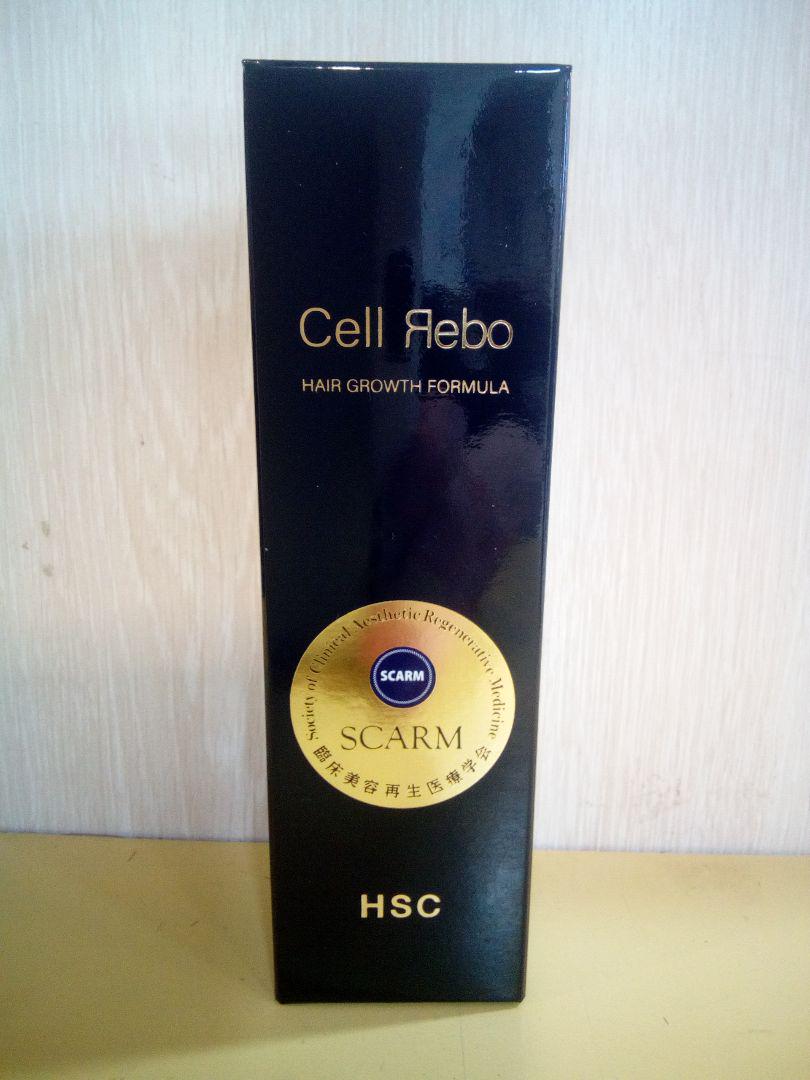 Cell Яebo
HAIR GROWTH FORMULA
Society of Clinical Aesthetic Regenerative Medicine
SCARM
SCARM
臨床美容再生医療学会
HSC